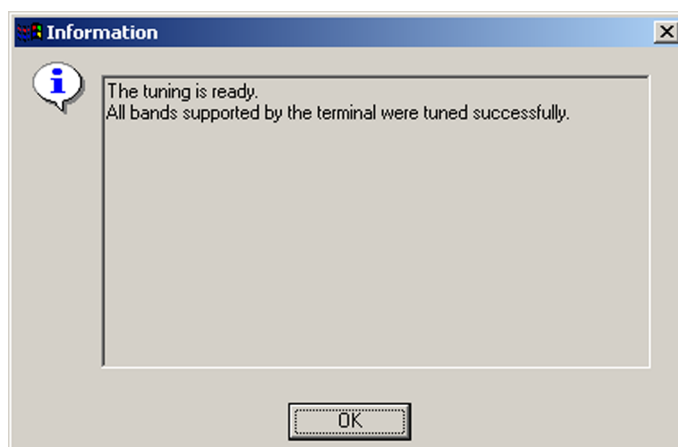 Information
The tuning is ready.
All bands supported by the terminal were tuned successfully.
OK